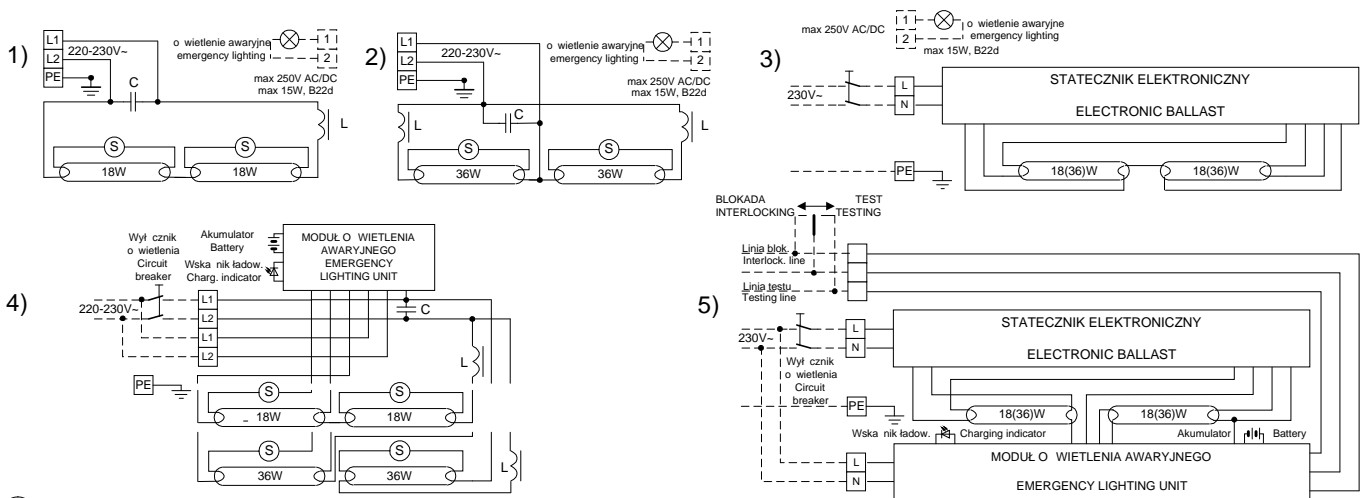 1)
L1
L2
PE
220-230V~
C
L
S
S
18W
18W
o wietlenie awaryjne
emergency lighting
1
2
max 250V AC/DC
max 15W, B22d
2)
L1
L2
PE
220-230V~
C
L
L
S
S
36W
36W
o wietlenie awaryjne
emergency lighting
1
2
max 250V AC/DC
max 15W, B22d
3)
max 250V AC/DC
1
2
o wietlenie awaryjne
emergency lighting
max 15W, B22d
230V~
L
N
PE
STATECZNIK ELEKTRONICZNY
ELECTRONIC BALLAST
18(36)W
18(36)W
4)
Wył cznik
o wietlenia
Circuit
breaker
Akumulator
Battery
Wska nik ładow.
Charg. indicator
MODUŁ O WIETLENIA
AWARYJNEGO
EMERGENCY
LIGHTING UNIT
220-230V~
L1
L2
L1
L2
PE
C
L
L
S
S
18W
18W
S
S
36W
36W
5)
BLOKADA
INTERLOCKING
TEST
TESTING
Linia blok.
Interlock. line
Linia testu
Testing line
230V~
L
N
Wył cznik
o wietlenia
Circuit
breaker
PE
STATECZNIK ELEKTRONICZNY
ELECTRONIC BALLAST
18(36)W
18(36)W
Wska nik ładow.
Charging indicator
Akumulator
Battery
L
N
MODUŁ O WIETLENIA AWARYJNEGO
EMERGENCY LIGHTING UNIT